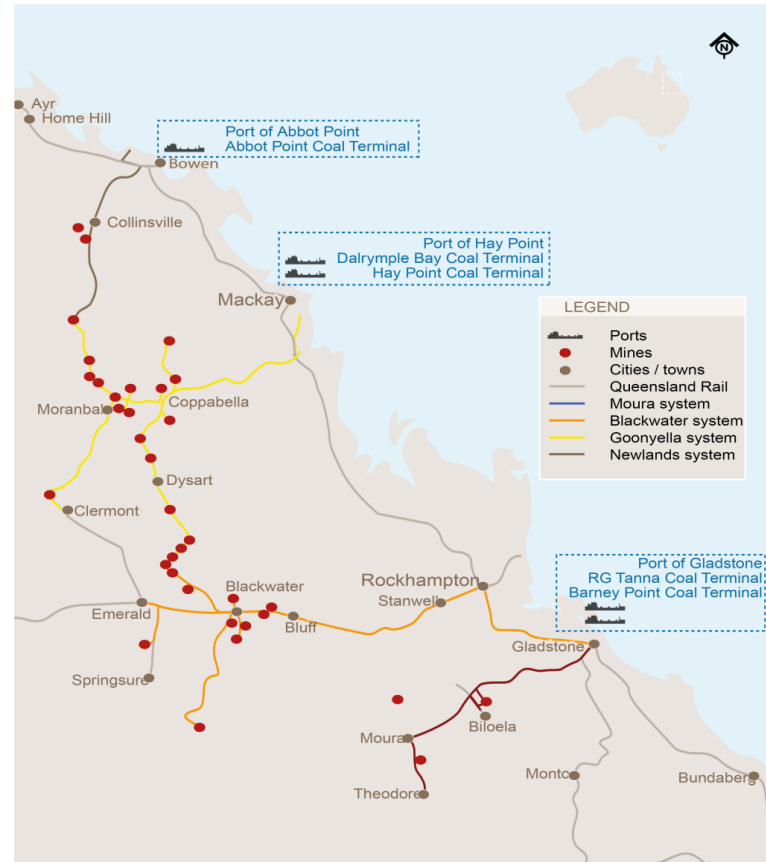 N
Ayr
Home Hill
Port of Abbot Point
Abbot Point Coal Terminal
Bowen
Collinsville
Port of Hay Point
Dalrymple Bay Coal Terminal
Hay Point Coal Terminal
Mackay
LEGEND
Ports
Mines
Cities / towns
Queensland Rail
Moura system
Blackwater system
Goonyella system
Newlands system
Coppabella
Moranbah
Dysart
Clermont
Blackwater
Emerald
Bluff
Springsure
Rockhampton
Stanwell
Port of Gladstone
RG Tanna Coal Terminal
Barney Point Coal Terminal
Gladstone
Biloela
Moura
Theodore
Monto
Bundaberg